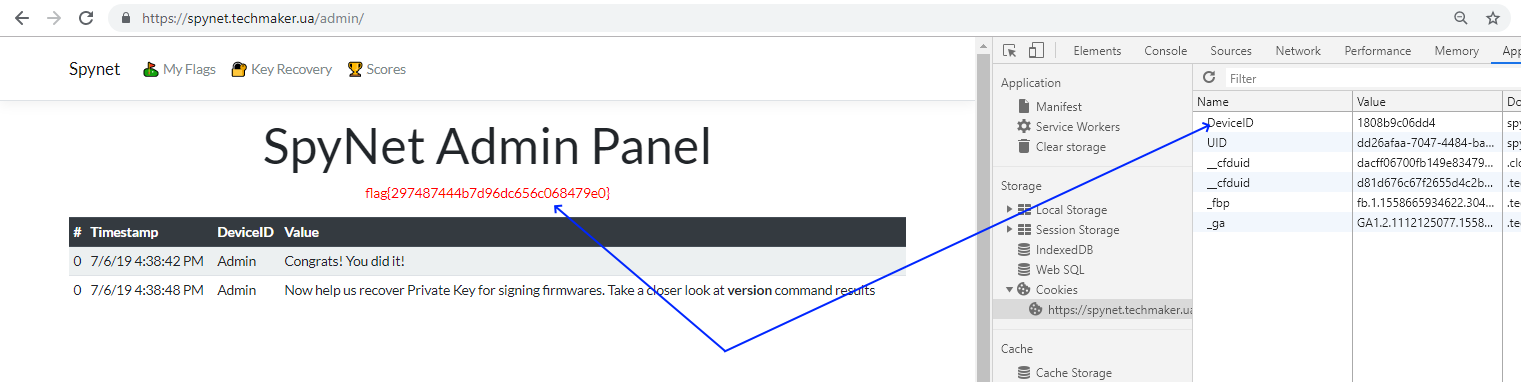 https://spynet.techmaker.ua/admin/
Spynet My Flags Key Recovery Scores
SpyNet Admin Panel
flag{297487444b7d96dc656c068479e0}
# Timestamp DeviceID Value
0 7/6/19 4:38:42 PM Admin Congrats! You did it!
0 7/6/19 4:38:48 PM Admin Now help us recover Private Key for signing firmwares. Take a closer look at version command results
Elements Console Sources Network Performance Memory App
Application
Manifest
Service Workers
Clear storage
Storage
Local Storage
Session Storage
IndexedDB
Web SQL
Cookies
https://spynet.techmaker.ua
Cache
Cache Storage
Filter
Name Value Do
DeviceID 1808b9c06dd4 spy
UID dd26afaa-7047-4484-ba... spy
__cfduid dacff06700fb149e83479... .clo
__cfduid d81d676c67f2655d4c2b... .tec
_fbp fb.1.1558665934622.304... .tec
_ga GA1.2.1112125077.1558... .tec